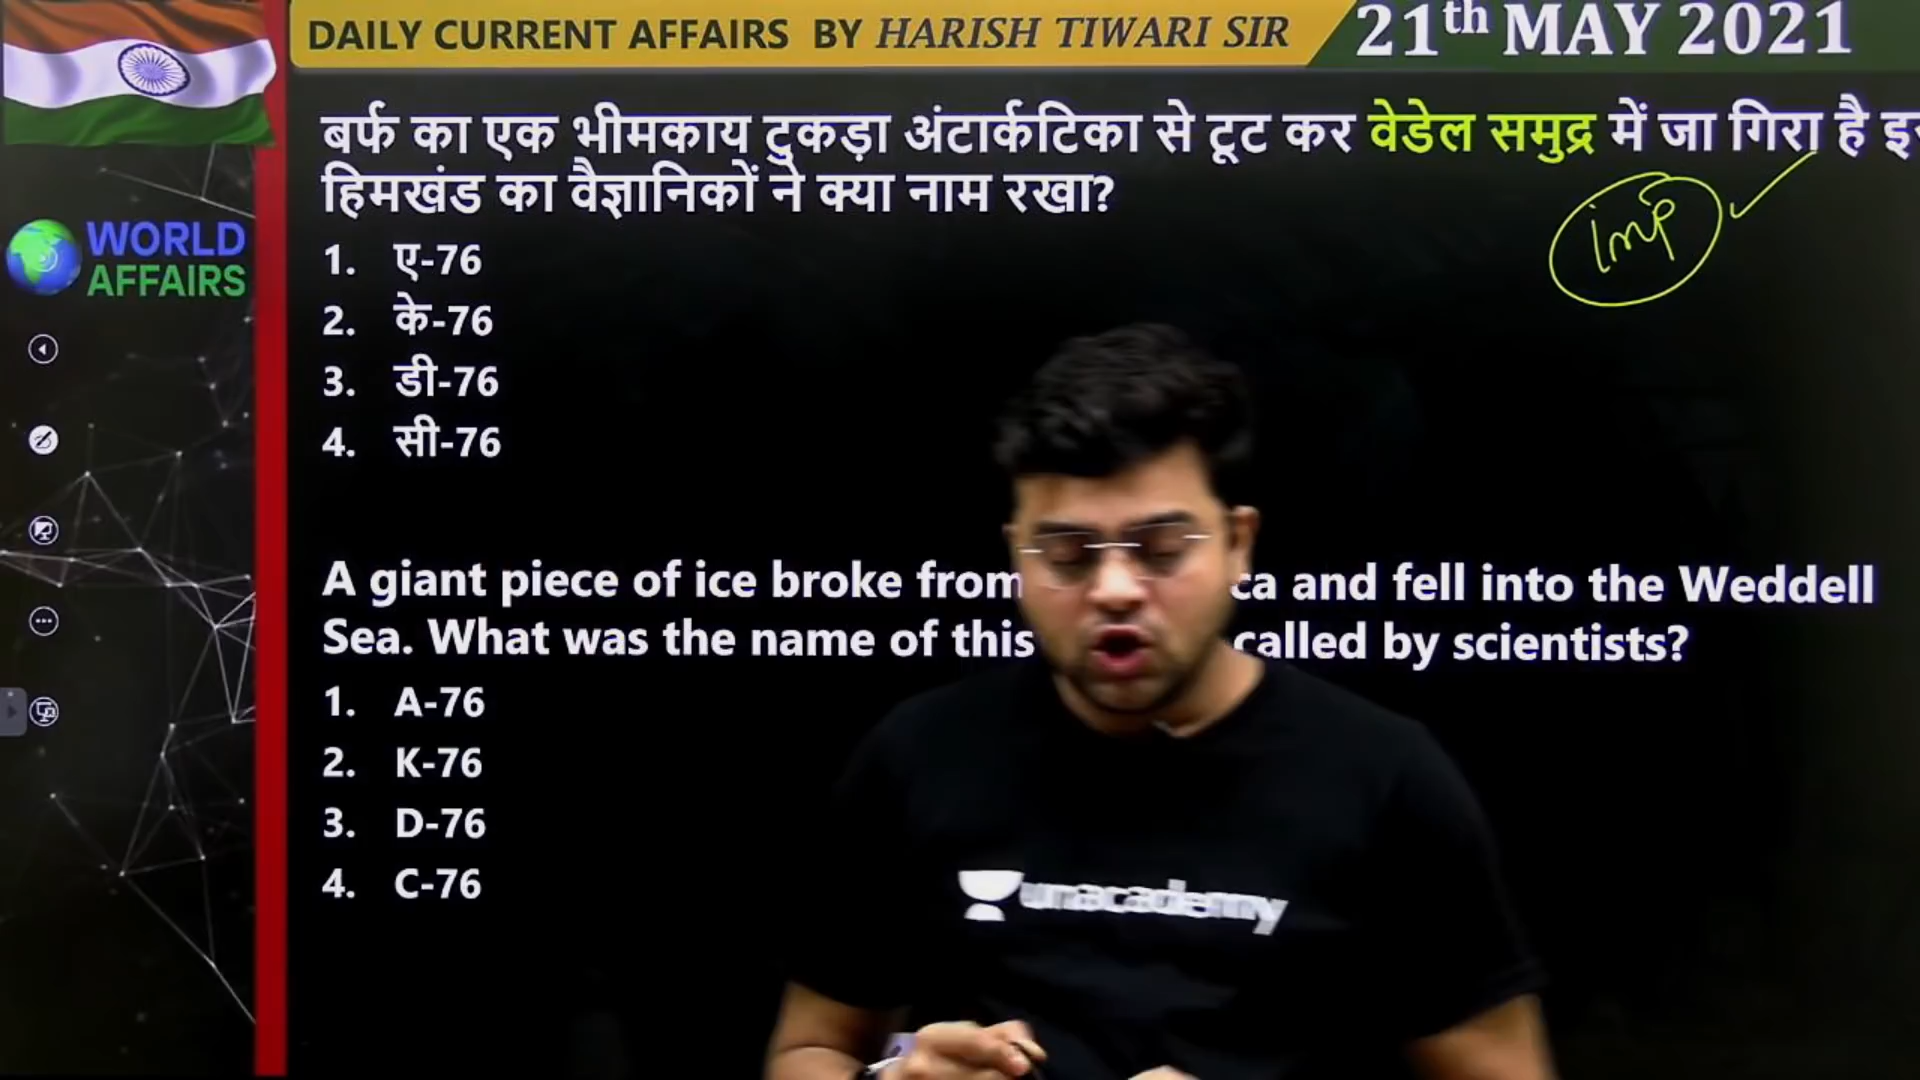 DAILY CURRENT AFFAIRS BY HARISH TIWARI SIR
21th MAY 2021
बर्फ का एक भीमकाय टुकड़ा अंटार्कटिका से टूट कर वेडेल समुद्र में जा गिरा है
हिमखंड का वैज्ञानिकों ने क्या नाम रखा?
imp
WORLD
AFFAIRS
1. ए-76
2. के-76
3. डी-76
4. सी-76
A giant piece of ice broke from ca and fell into the Weddell
Sea. What was the name of this called by scientists?
1. A-76
2. K-76
3. D-76
4. C-76
unacademy